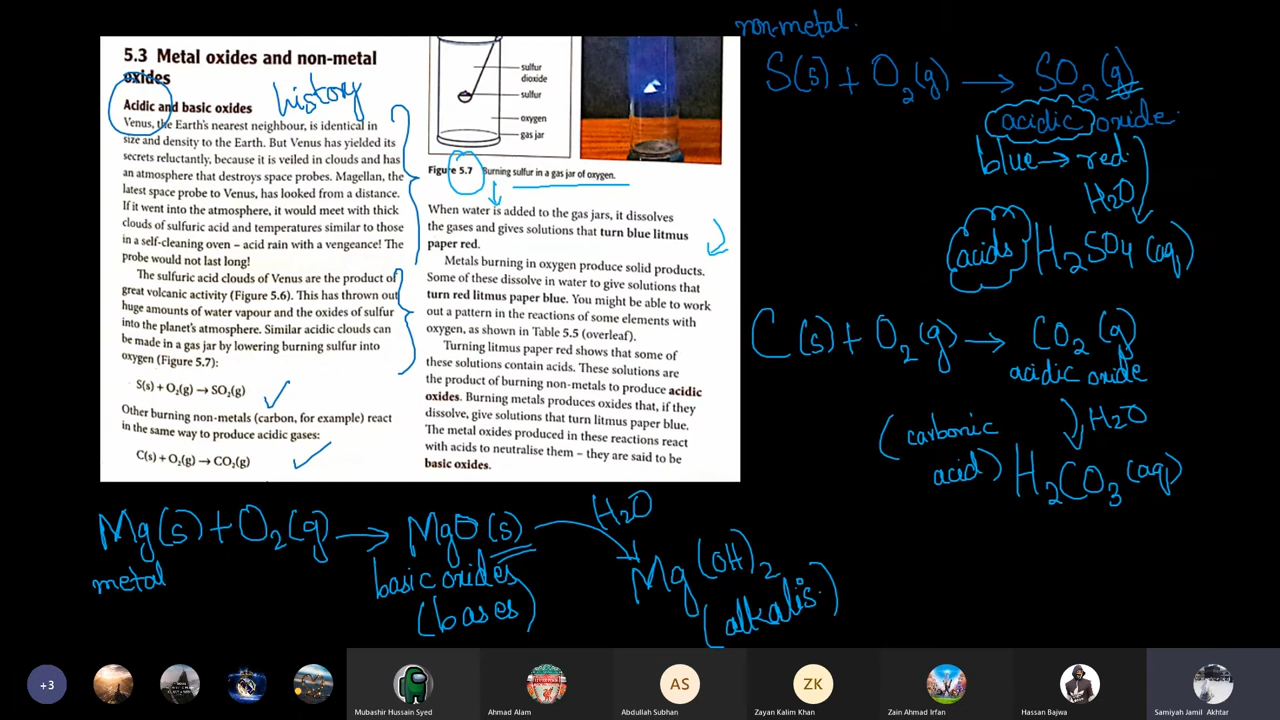 5.3 Metal oxides and non-metal
oxides
Acidic and basic oxides
history
Venus, the Earth's nearest neighbour, is identical in
size and density to the Earth. But Venus has yielded its
secrets reluctantly, because it is veiled in clouds and has
an atmosphere that destroys space probes. Magellan, the
latest space probe to Venus, has looked from a distance.
If it went into the atmosphere, it would meet with thick
clouds of sulfuric acid and temperatures similar to those
in a self-cleaning oven – acid rain with a vengeance! The
probe would not last long!
The sulfuric acid clouds of Venus are the product of
great volcanic activity (Figure 5.6). This has thrown out
huge amounts of water vapour and the oxides of sulfur
into the planet's atmosphere. Similar acidic clouds can
be made in a gas jar by lowering burning sulfur into
oxygen (Figure 5.7):
S(s) + O₂(g) → SO₂(g)
Other burning non-metals (carbon, for example) react
in the same way to produce acidic gases:
C(s) + O₂(g) → CO₂(g)
sulfur
dioxide
sulfur
oxygen
gas jar
Figure 5.7 Burning sulfur in a gas jar of oxygen.
When water is added to the gas jars, it dissolves
the gases and gives solutions that turn blue litmus
paper red.
Metals burning in oxygen produce solid products.
Some of these dissolve in water to give solutions that
turn red litmus paper blue. You might be able to work
out a pattern in the reactions of some elements with
oxygen, as shown in Table 5.5 (overleaf).
Turning litmus paper red shows that some of
these solutions contain acids. These solutions are
the product of burning non-metals to produce acidic
oxides. Burning metals produces oxides that, if they
dissolve, give solutions that turn litmus paper blue.
The metal oxides produced in these reactions react
with acids to neutralise them – they are said to be
basic oxides.
non-metal.
S(s) + O₂(g) → SO₂(g)
acidic oxide.
blue → red.
H₂O
acids H₂SO₄(aq)
C(s) + O₂(g) → CO₂(g)
acidic oxide
H₂O
(carbonic
acid) H₂CO₃(aq)
Mg(s) + O₂(g) → MgO(s)
H₂O
Mg(OH)₂
metal
basic oxides
(bases)
(alkalis.)
+3
AS
ZK
Mubashir Hussain Syed
Ahmad Alam
Abdullah Subhan
Zayan Kalim Khan
Zain Ahmad Irfan
Hassan Bajwa
Samiyah Jamil Akhtar